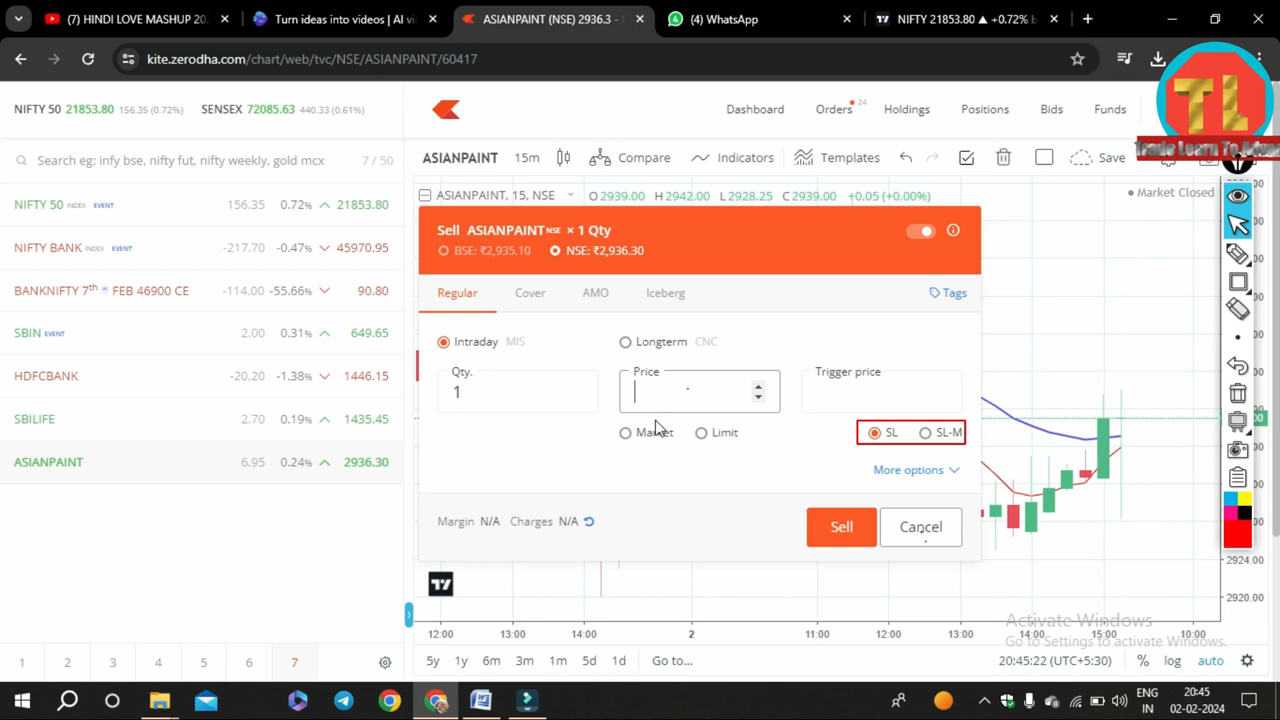 (7) HINDI LOVE MASHUP 20
Turn ideas into videos | AI v
ASIANPAINT (NSE) 2936.3 -
(4) WhatsApp
NIFTY 21853.80 ▲ +0.72%
kite.zerodha.com/chart/web/tvc/NSE/ASIANPAINT/60417
NIFTY 50 21853.80 156.35 (0.72%) SENSEX 72085.63 440.33 (0.61%)
Dashboard Orders 24 Holdings Positions Bids Funds
TL
Trade Learn To
Search eg: infy bse, nifty fut, nifty weekly, gold mcx 7 / 50
ASIANPAINT 15m Compare Indicators Templates Save
NIFTY 50 INDEX EVENT 156.35 0.72% 21853.80
NIFTY BANK INDEX EVENT -217.70 -0.47% 45970.95
BANKNIFTY 7th FEB 46900 CE -114.00 -55.66% 90.80
SBIN EVENT 2.00 0.31% 649.65
HDFCBANK -20.20 -1.38% 1446.15
SBILIFE 2.70 0.19% 1435.45
ASIANPAINT 6.95 0.24% 2936.30
ASIANPAINT, 15, NSE O2939.00 H2942.00 L2928.25 C2939.00 +0.05 (+0.00%)
Market Closed
Sell ASIANPAINT NSE × 1 Qty
BSE: ₹2,935.10 NSE: ₹2,936.30
Regular Cover AMO Iceberg Tags
Intraday MIS Longterm CNC
Qty. Price Trigger price
1
Market Limit SL SL-M
More options
Margin N/A Charges N/A
Sell Cancel
2924.00
2920.00
12:00 13:00 14:00 2 11:00 12:00 13:00 14:00 15:00 10:00
Activate Windows
Go to Settings to activate Windows.
5y 1y 6m 3m 1m 5d 1d Go to... 20:45:22 (UTC+5:30) % log auto
1 2 3 4 5 6 7
ENG
IN
20:45
02-02-2024